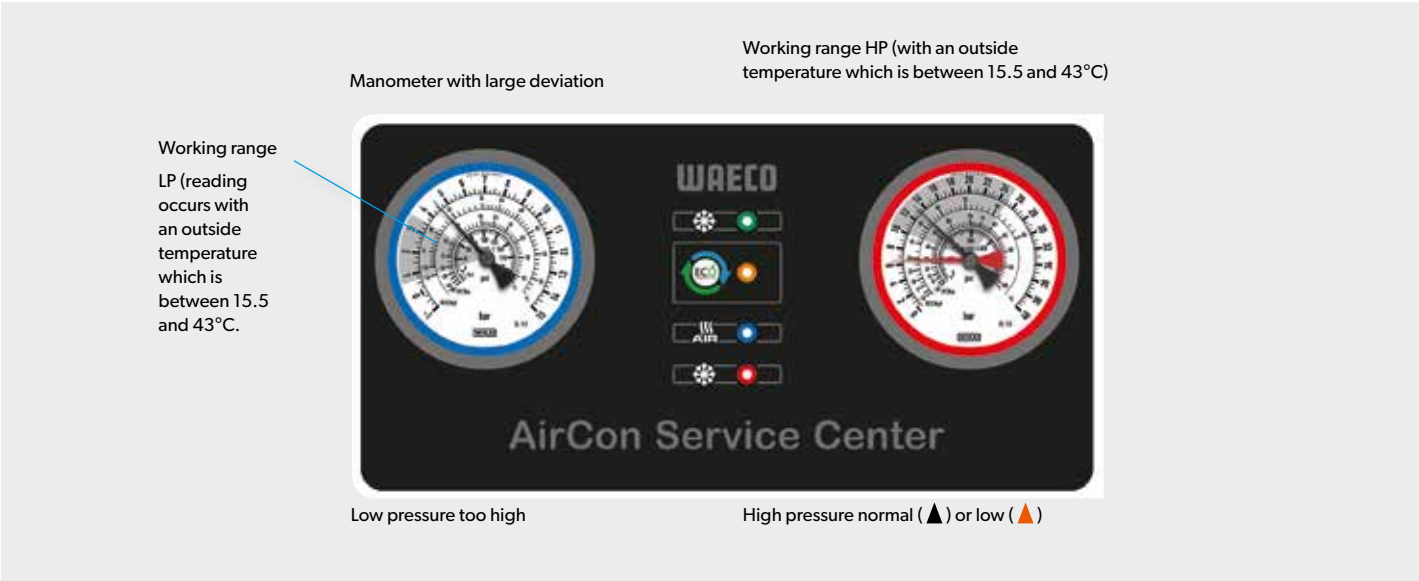 Working range HP (with an outside
temperature which is between 15.5 and 43°C)
Manometer with large deviation
Working range
LP (reading
occurs with
an outside
temperature
which is
between 15.5
and 43°C.
WAECO
ECO
AIR
bar
bar
AirCon Service Center
Low pressure too high
High pressure normal ( ▲ ) or low ( ▲ )